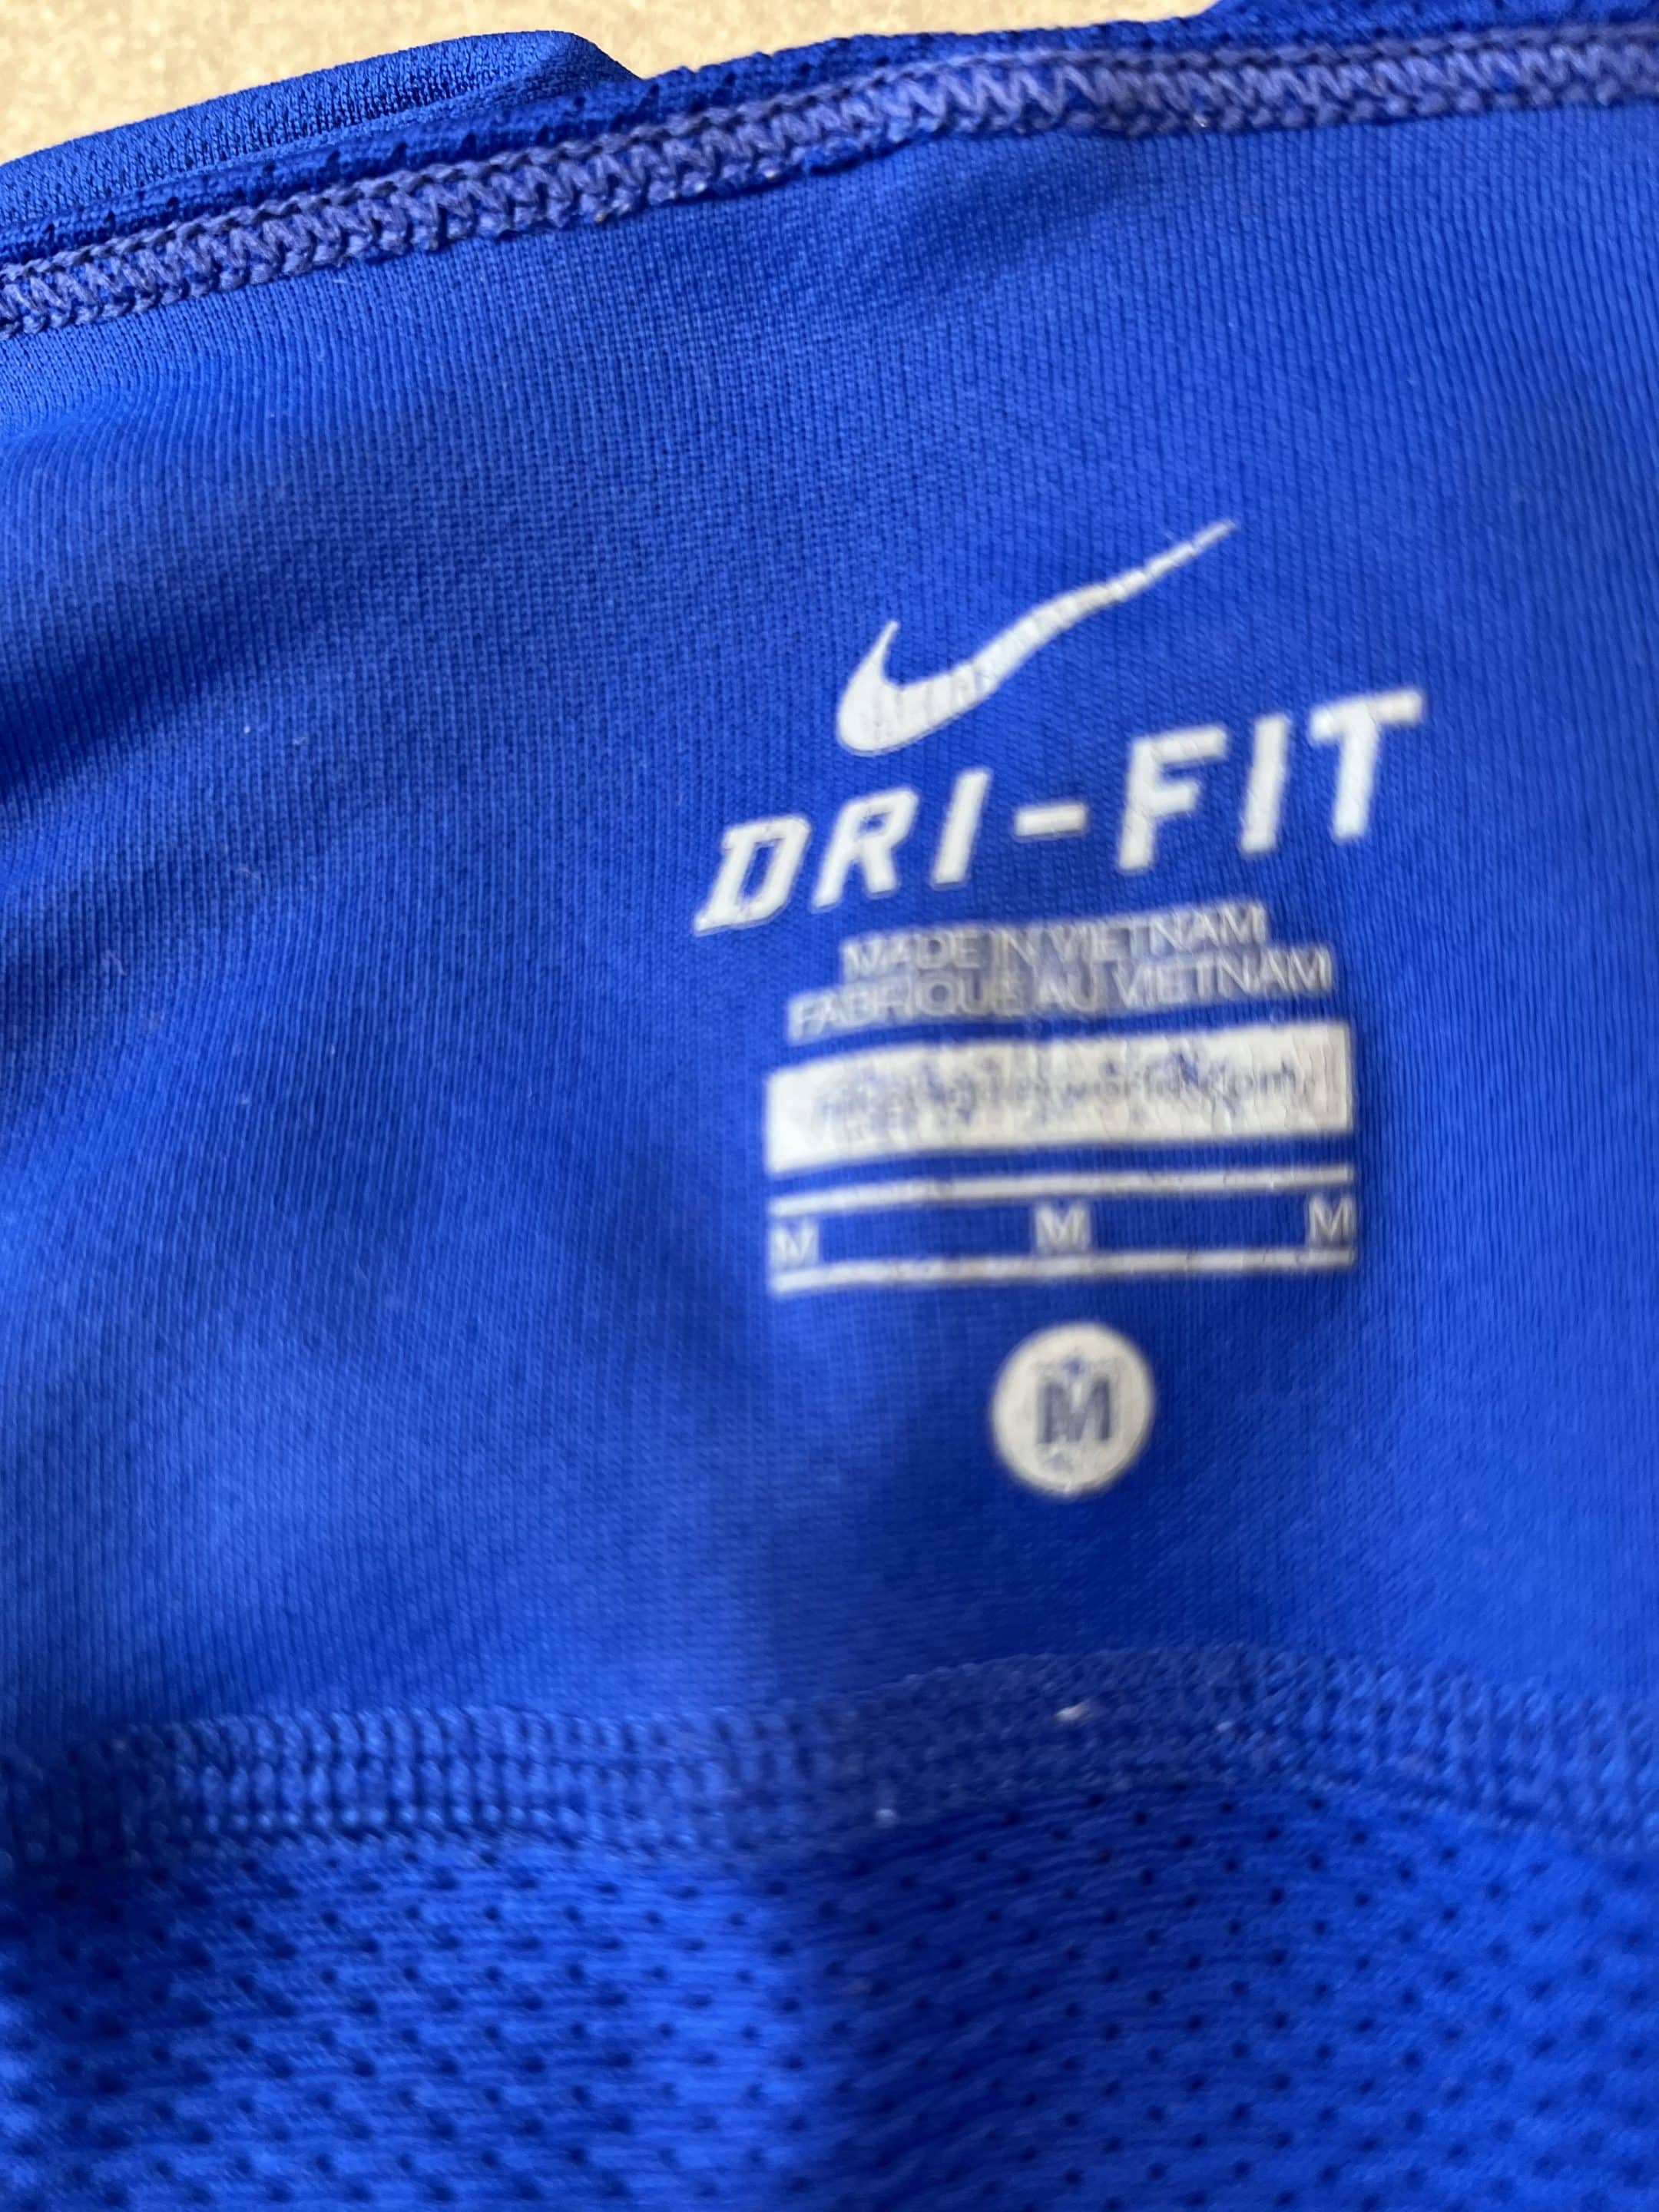 DRI-FIT
MADE IN VIETNAM
FABRIQUÉ AU VIETNAM
M M M
M